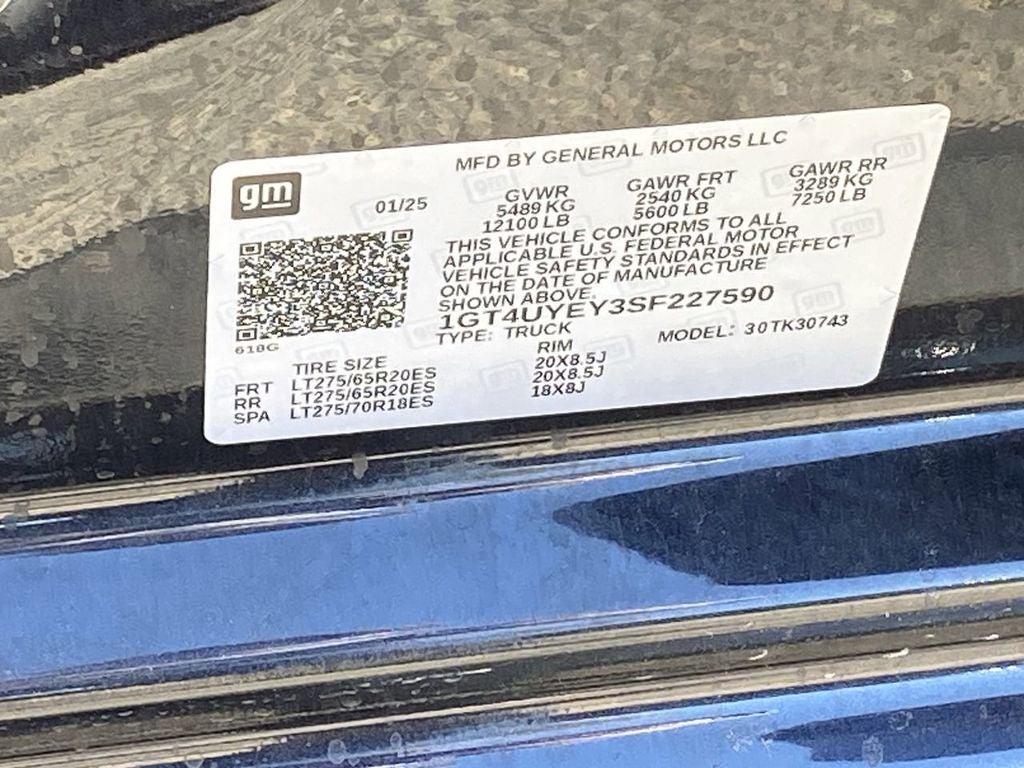 MFD BY GENERAL MOTORS LLC
gm
01/25
GVWR
5489 KG
12100 LB
GAWR FRT
2540 KG
5600 LB
GAWR RR
3289 KG
7250 LB
THIS VEHICLE CONFORMS TO ALL
APPLICABLE U.S. FEDERAL MOTOR
VEHICLE SAFETY STANDARDS IN EFFECT
ON THE DATE OF MANUFACTURE
SHOWN ABOVE.
1GT4UYEY3SF227590
TYPE: TRUCK
MODEL: 30TK30743
618G
TIRE SIZE RIM
FRT LT275/65R20ES 20X8.5J
RR LT275/65R20ES 20X8.5J
SPA LT275/70R18ES 18X8J